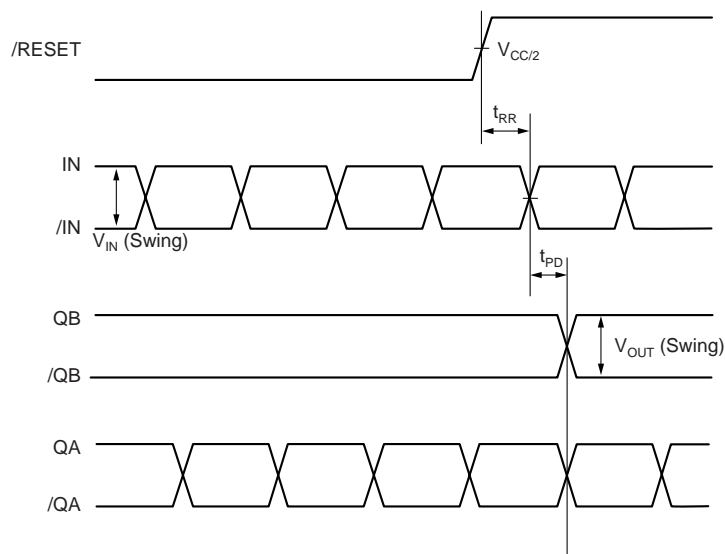 /RESET
V_CC/2
t_RR
IN
/IN
V_IN (Swing)
t_PD
QB
V_OUT (Swing)
/QB
QA
/QA